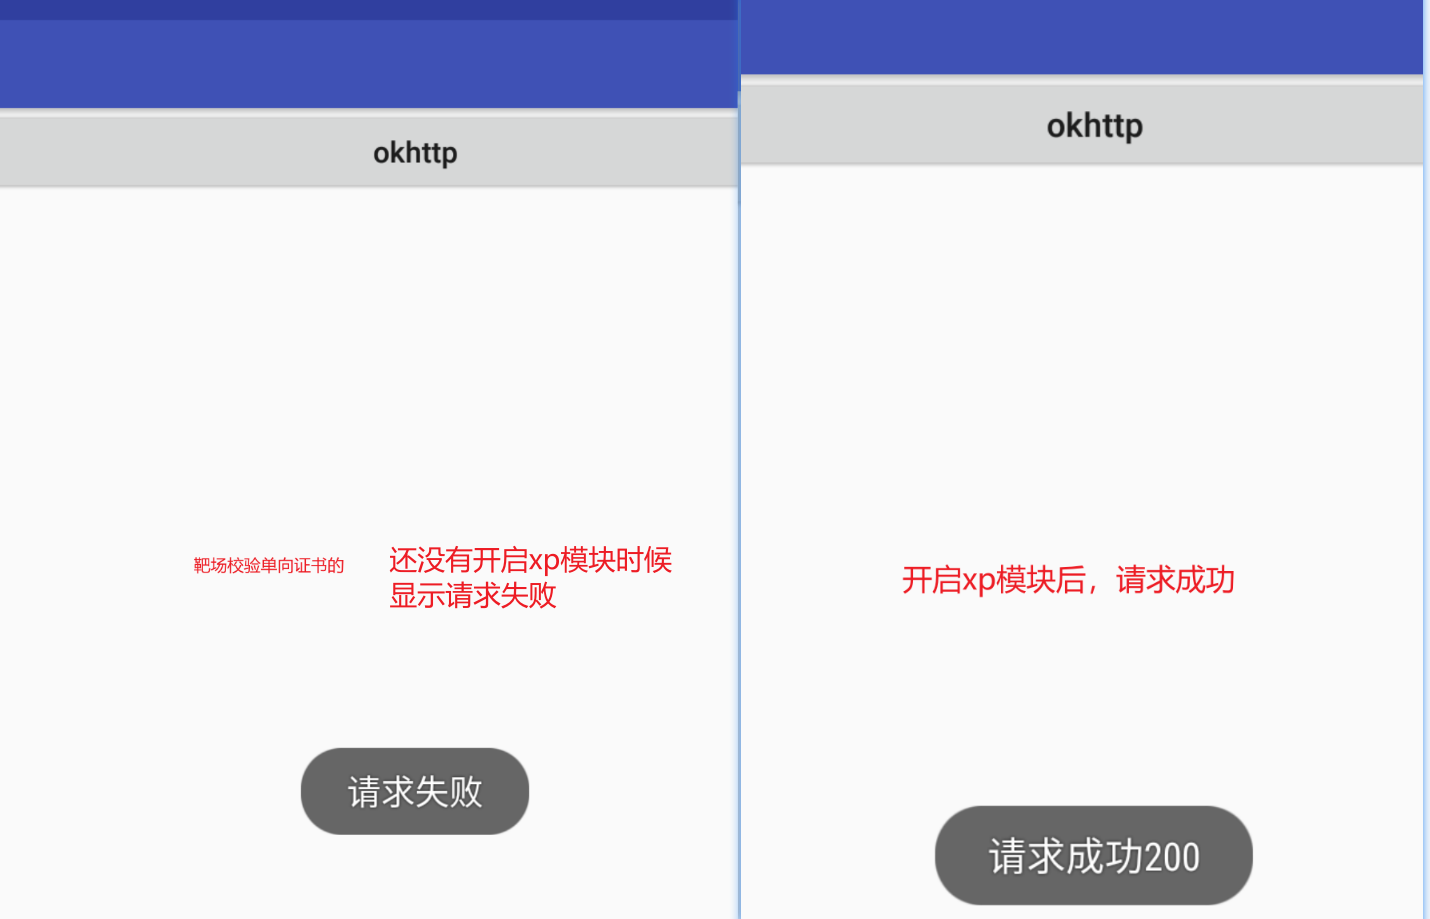 okhttp
靶场校验单向证书的
还没有开启xp模块时候
显示请求失败
请求失败
okhttp
开启xp模块后，请求成功
请求成功200